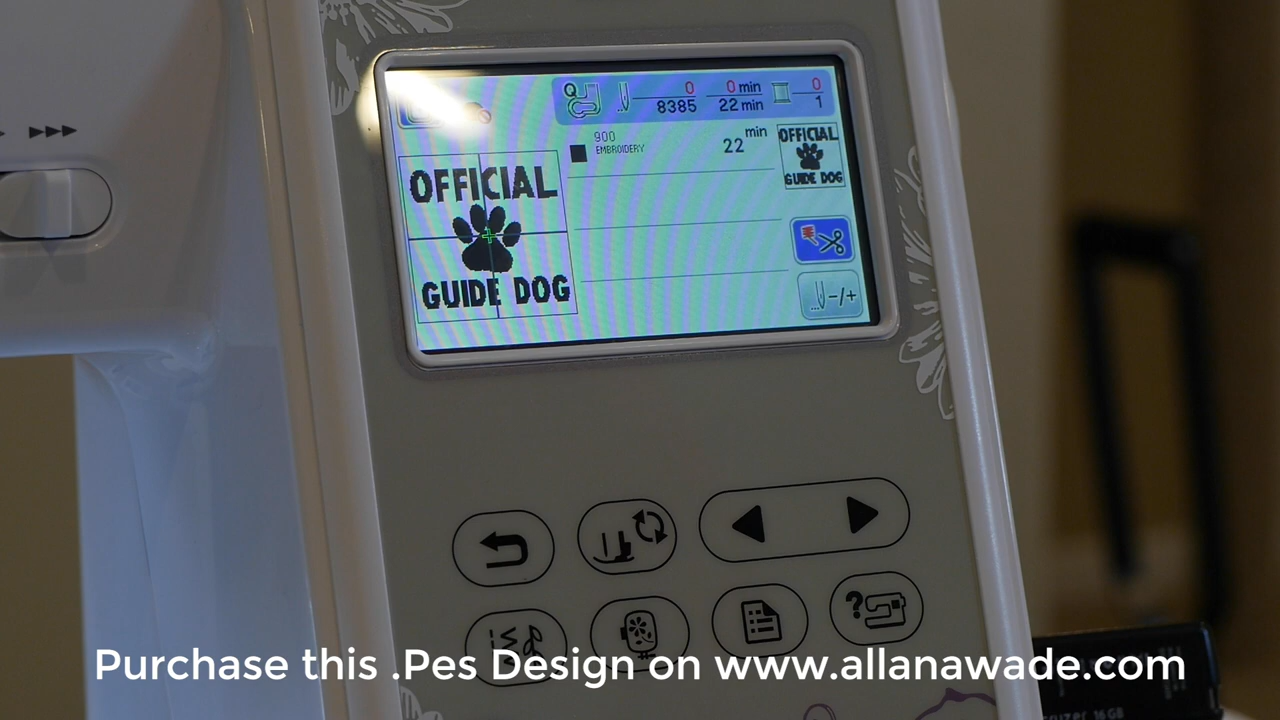 0 0 min 0
8385 22 min 1
900
EMBROIDERY
22 min
OFFICIAL
GUIDE DOG
OFFICIAL
GUIDE DOG
-/+
?
Purchase this .Pes Design on www.allanawade.com
16GB